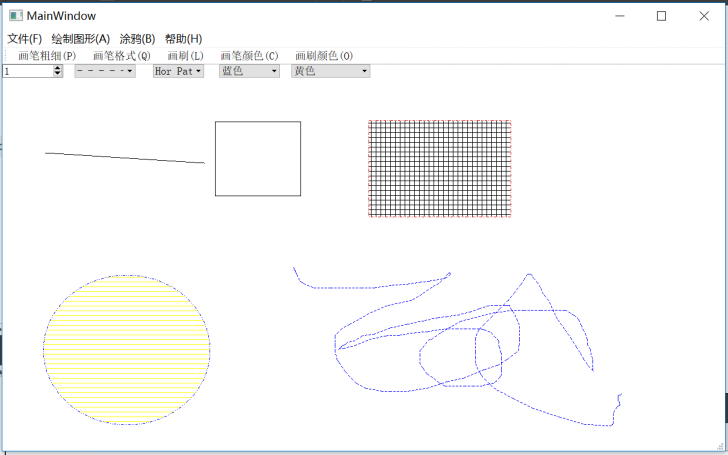 MainWindow
文件(F) 绘制图形(A) 涂鸦(B) 帮助(H)
画笔粗细(P) 画笔格式(G) 画刷(L) 画笔颜色(C) 画刷颜色(O)
1 Hor Pat 蓝色 黄色